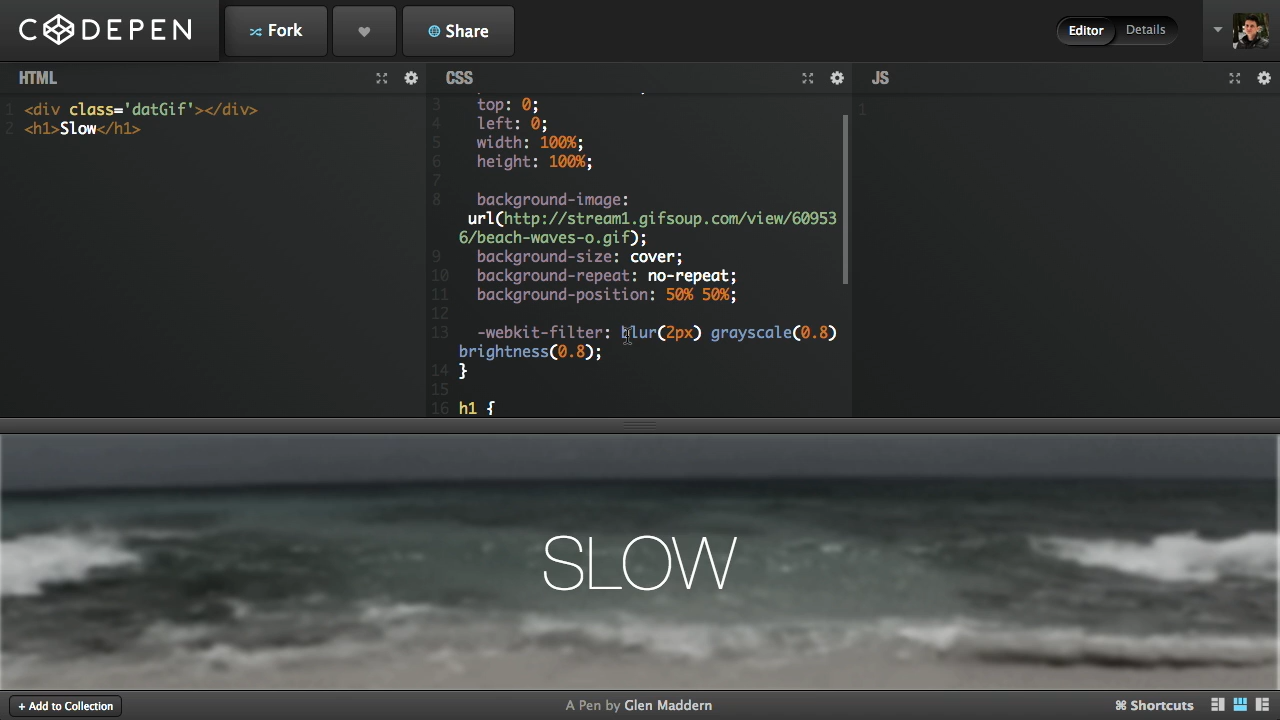 CODEPEN
Fork
Share
Editor
Details
HTML
1 <div class='datGif'></div>
2 <h1>Slow</h1>
CSS
3 top: 0;
4 left: 0;
5 width: 100%;
6 height: 100%;
7
8 background-image:
url(http://stream1.gifsoup.com/view/60953
6/beach-waves-o.gif);
9 background-size: cover;
10 background-repeat: no-repeat;
11 background-position: 50% 50%;
12
13 -webkit-filter: blur(2px) grayscale(0.8)
brightness(0.8);
14 }
15
16 h1 {
JS
1
SLOW
+ Add to Collection
A Pen by Glen Maddern
⌘ Shortcuts